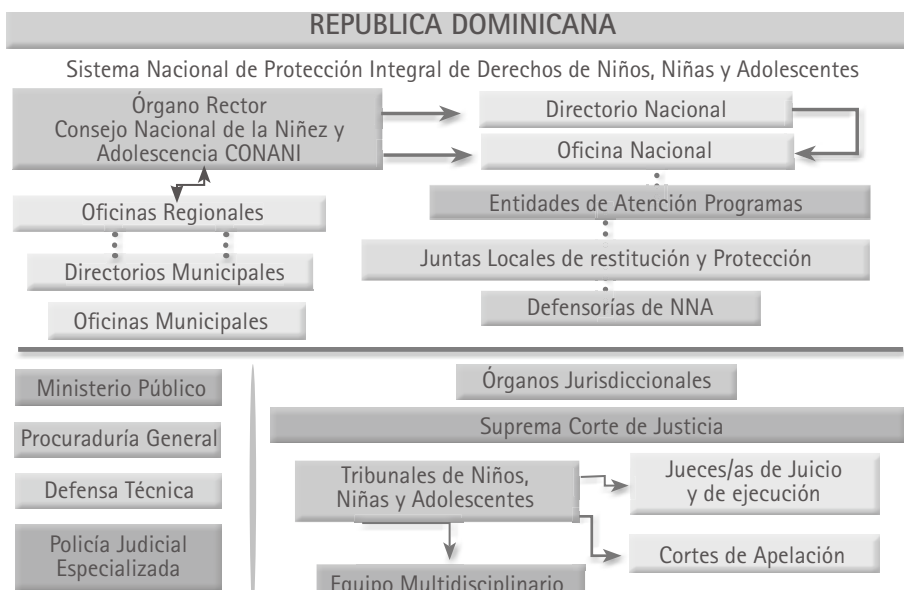 REPUBLICA DOMINICANA
Sistema Nacional de Protección Integral de Derechos de Niños, Niñas y Adolescentes
Órgano Rector
Consejo Nacional de la Niñez y
Adolescencia CONANI
Directorio Nacional
Oficina Nacional
Oficinas Regionales
Entidades de Atención Programas
Directorios Municipales
Juntas Locales de restitución y Protección
Oficinas Municipales
Defensorías de NNA
Ministerio Público
Procuraduría General
Defensa Técnica
Policía Judicial
Especializada
Órganos Jurisdiccionales
Suprema Corte de Justicia
Tribunales de Niños,
Niñas y Adolescentes
Jueces/as de Juicio
y de ejecución
Cortes de Apelación
Equipo Multidisciplinario